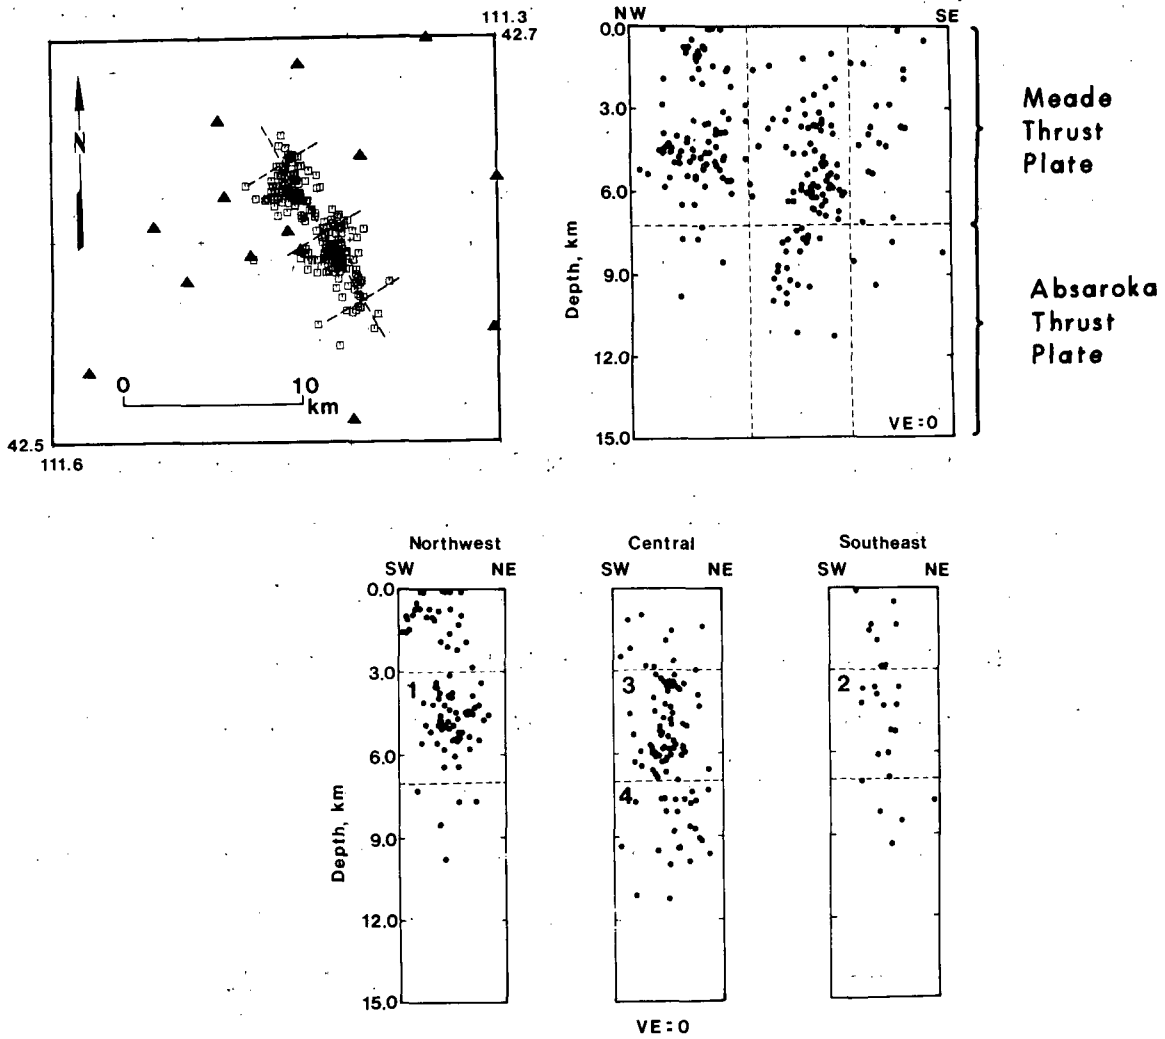 111.3
42.7
N
0 10
km
42.5
111.6
NW SE
0.0
3.0
6.0
9.0
12.0
15.0
Depth, km
VE=0
Meade
Thrust
Plate
Absaroka
Thrust
Plate
Northwest
SW NE
0.0
3.0
6.0
9.0
12.0
15.0
Depth, km
1
Central
SW NE
3
4
VE=0
Southeast
SW NE
2